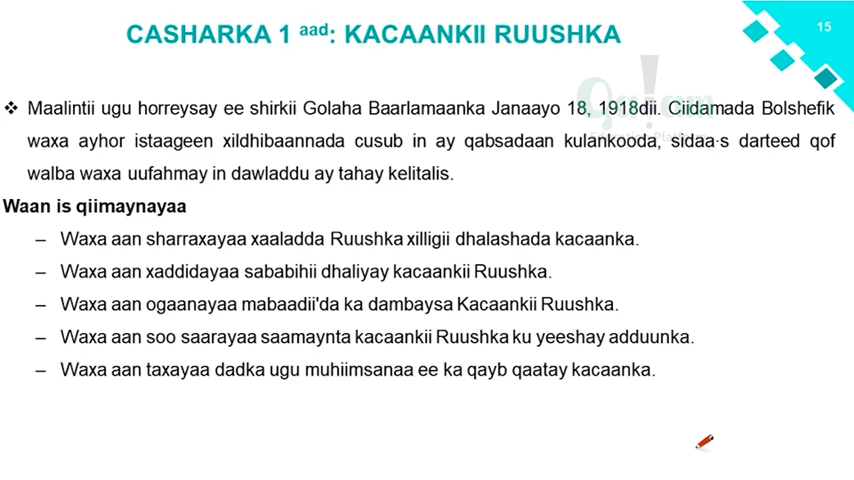 15
CASHARKA 1 aad: KACAANKII RUUSHKA
❖ Maalintii ugu horreysay ee shirkii Golaha Baarlamaanka Janaayo 18, 1918dii. Ciidamada Bolshefik
waxa ayhor istaageen xildhibaannada cusub in ay qabsadaan kulankooda, sidaa·s darteed qof
walba waxa uufahmay in dawladdu ay tahay kelitalis.
Waan is qiimaynayaa
– Waxa aan sharraxayaa xaaladda Ruushka xilligii dhalashada kacaanka.
– Waxa aan xaddidayaa sababihii dhaliyay kacaankii Ruushka.
– Waxa aan ogaanayaa mabaadii'da ka dambaysa Kacaankii Ruushka.
– Waxa aan soo saarayaa saamaynta kacaankii Ruushka ku yeeshay adduunka.
– Waxa aan taxayaa dadka ugu muhiimsanaa ee ka qayb qaatay kacaanka.